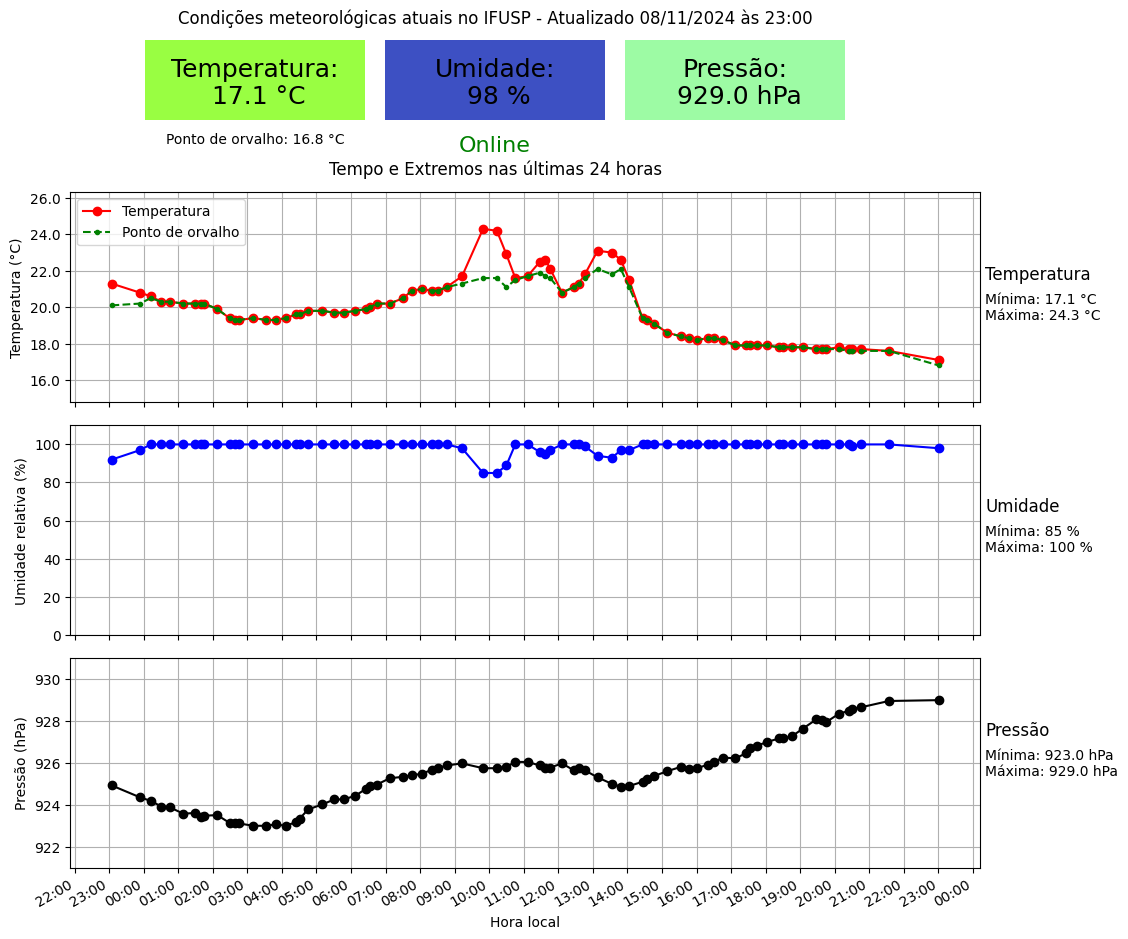 Condições meteorológicas atuais no IFUSP - Atualizado 08/11/2024 às 23:00
Temperatura:
17.1 °C
Umidade:
98 %
Pressão:
929.0 hPa
Ponto de orvalho: 16.8 °C
Online
Tempo e Extremos nas últimas 24 horas
Temperatura (°C)
26.0
24.0
22.0
20.0
18.0
16.0
Temperatura
Ponto de orvalho
Temperatura
Mínima: 17.1 °C
Máxima: 24.3 °C
Umidade relativa (%)
100
80
60
40
20
0
Umidade
Mínima: 85 %
Máxima: 100 %
Pressão (hPa)
930
928
926
924
922
Pressão
Mínima: 923.0 hPa
Máxima: 929.0 hPa
22:00 23:00 00:00 01:00 02:00 03:00 04:00 05:00 06:00 07:00 08:00 09:00 10:00 11:00 12:00 13:00 14:00 15:00 16:00 17:00 18:00 19:00 20:00 21:00 22:00 23:00 00:00
Hora local